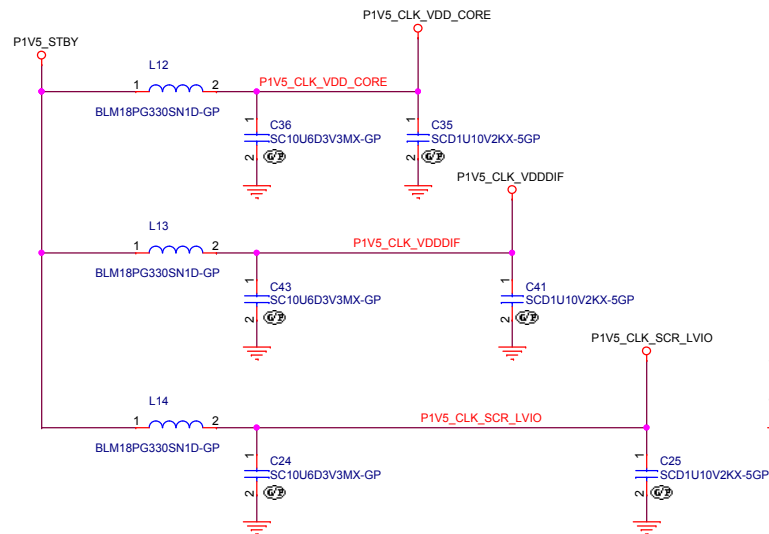 P1V5_CLK_VDD_CORE
P1V5_STBY
L12
1 2
P1V5_CLK_VDD_CORE
BLM18PG330SN1D-GP
1
C36
SC10U6D3V3MX-GP
2
G/P
1
C35
SCD1U10V2KX-5GP
2
G/P
P1V5_CLK_VDDDIF
L13
1 2
P1V5_CLK_VDDDIF
BLM18PG330SN1D-GP
1
C43
SC10U6D3V3MX-GP
2
G/P
1
C41
SCD1U10V2KX-5GP
2
G/P
P1V5_CLK_SCR_LVIO
L14
1 2
P1V5_CLK_SCR_LVIO
BLM18PG330SN1D-GP
1
C24
SC10U6D3V3MX-GP
2
G/P
1
C25
SCD1U10V2KX-5GP
2
G/P